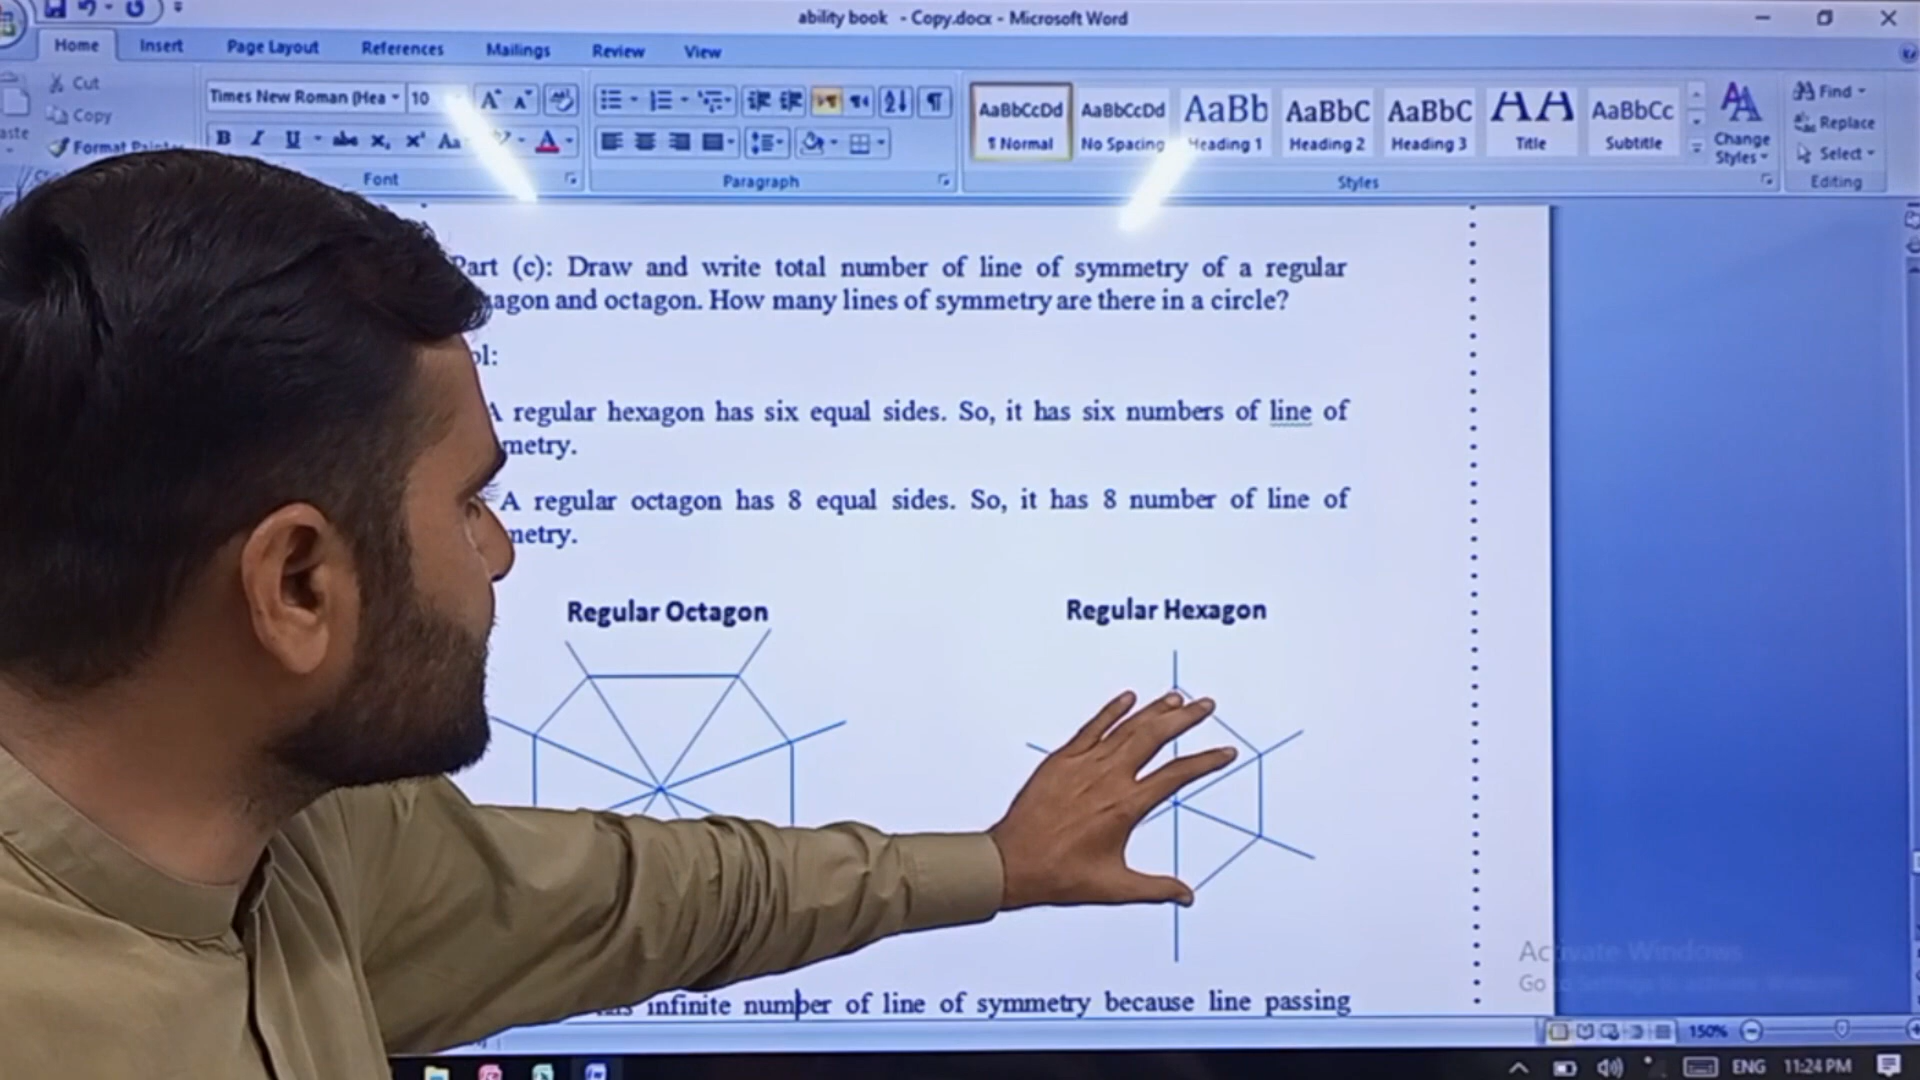 ability book - Copy.docx - Microsoft Word
Home Insert Page Layout References Mailings Review View
Cut
Copy
Format
Times New Roman (Hea 10
B I U abc
Font
Paragraph
AaBbCcDd AaBbCcDd AaBb AaBbC AaBbC AA AaBbCc
¶ Normal No Spacing Heading 1 Heading 2 Heading 3 Title Subtitle
Styles
Change Styles
Find
Replace
Select
Editing
Part (c): Draw and write total number of line of symmetry of a regular
agon and octagon. How many lines of symmetry are there in a circle?
ol:
A regular hexagon has six equal sides. So, it has six numbers of line of
metry.
A regular octagon has 8 equal sides. So, it has 8 number of line of
metry.
Regular Octagon Regular Hexagon
infinite number of line of symmetry because line passing
Activate Windows
150%
ENG 11:24 PM